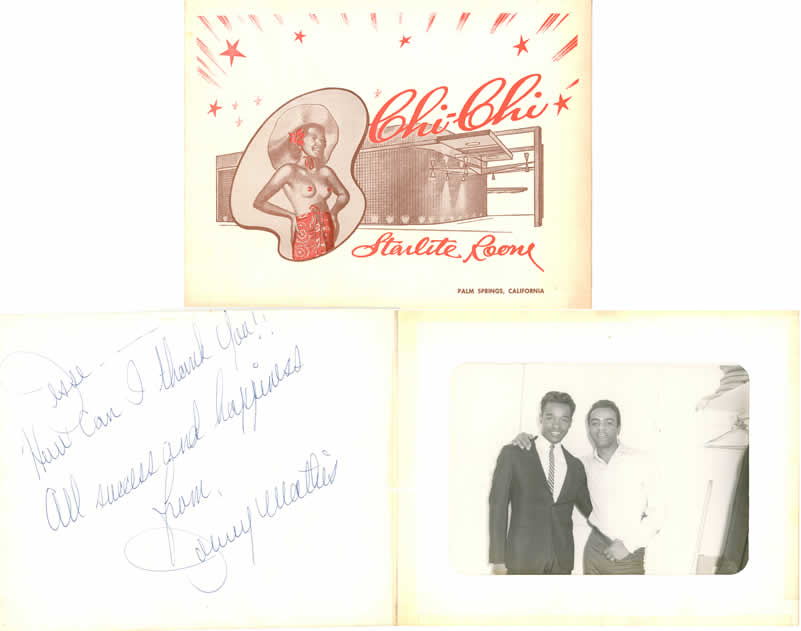 Chi-Chi
Starlite Room
PALM SPRINGS, CALIFORNIA
Jesse - -
How Can I thank You!!
All success and happiness
From,
Johnny Mathis